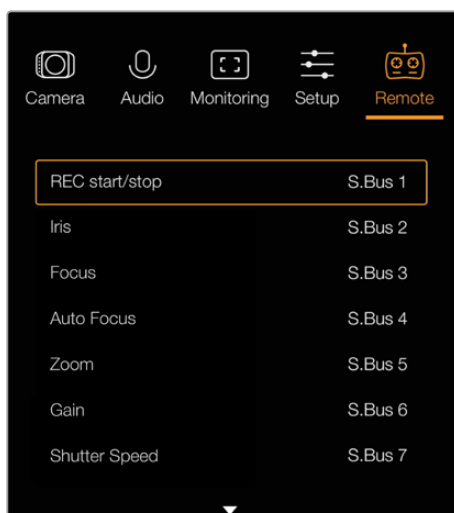 Camera Audio Monitoring Setup Remote
REC start/stop S.Bus 1
Iris S.Bus 2
Focus S.Bus 3
Auto Focus S.Bus 4
Zoom S.Bus 5
Gain S.Bus 6
Shutter Speed S.Bus 7